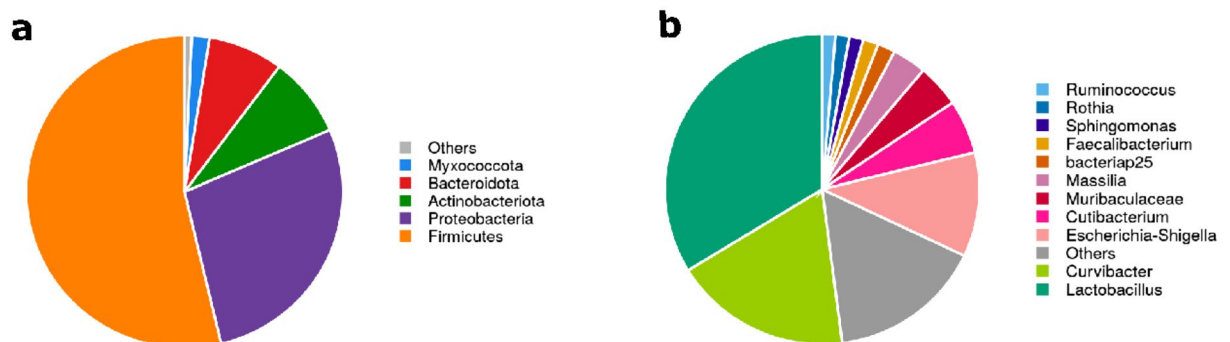 a
Others
Myxococcota
Bacteroidota
Actinobacteriota
Proteobacteria
Firmicutes
b
Ruminococcus
Rothia
Sphingomonas
Faecalibacterium
bacteriap25
Massilia
Muribaculaceae
Cutibacterium
Escherichia-Shigella
Others
Curvibacter
Lactobacillus